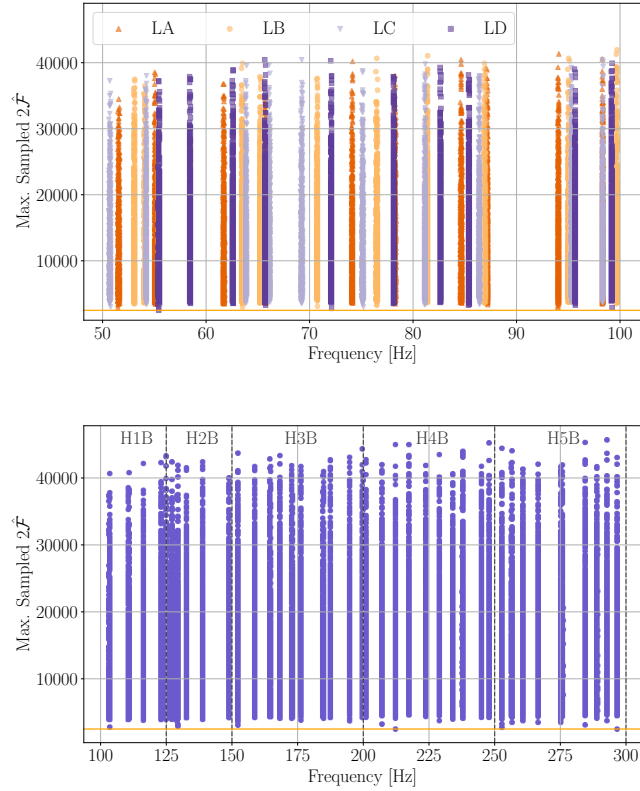 LA LB LC LD
40000
30000
20000
10000
Max. Sampled 2F̂
50 60 70 80 90 100
Frequency [Hz]
H1B H2B H3B H4B H5B
40000
30000
20000
10000
Max. Sampled 2F̂
100 125 150 175 200 225 250 275 300
Frequency [Hz]